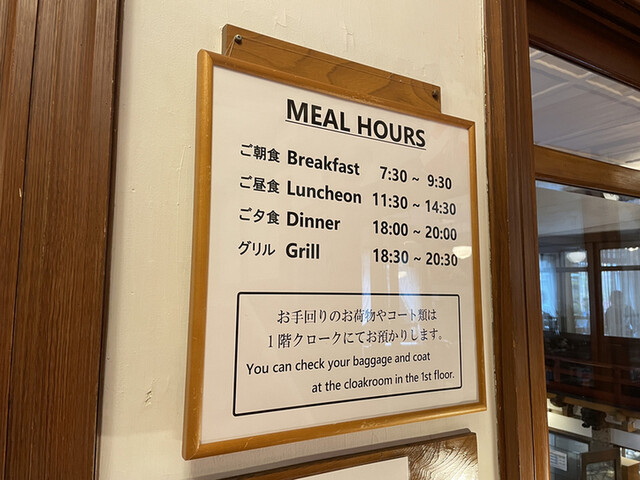 MEAL HOURS
ご朝食 Breakfast 7:30 ~ 9:30
ご昼食 Luncheon 11:30 ~ 14:30
ご夕食 Dinner 18:00 ~ 20:00
グリル Grill 18:30 ~ 20:30
お手回りのお荷物やコート類は
1階クロークにてお預かりします。
You can check your baggage and coat
at the cloakroom in the 1st floor.